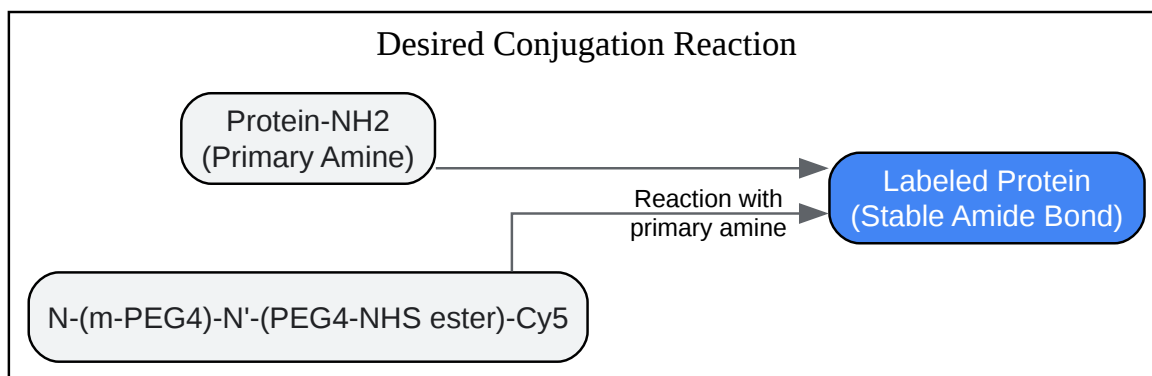 Desired Conjugation Reaction
Protein-NH2
(Primary Amine)
Labeled Protein
(Stable Amide Bond)
Reaction with
primary amine
N-(m-PEG4)-N'-(PEG4-NHS ester)-Cy5